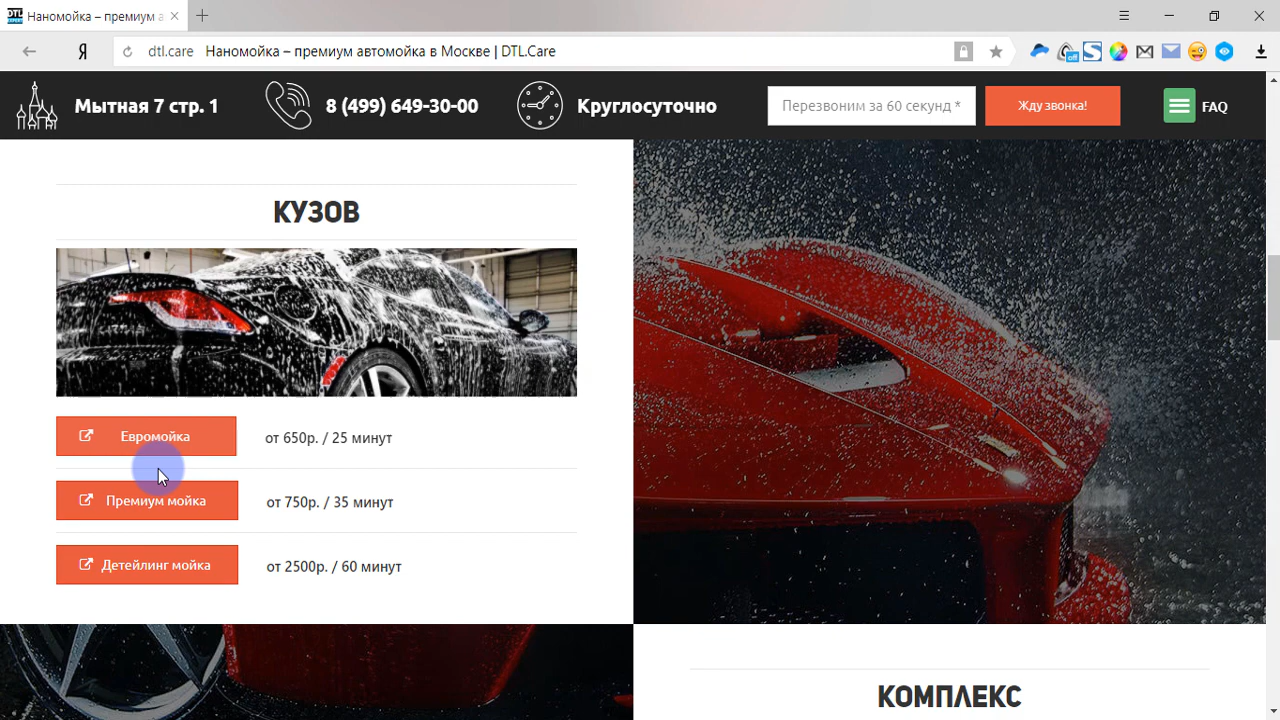 Наномойка – премиум а
dtl.care Наномойка – премиум автомойка в Москве | DTL.Care
Мытная 7 стр. 1 8 (499) 649-30-00 Круглосуточно Перезвоним за 60 секунд * Жду звонка! FAQ
КУЗОВ
Евромойка от 650р. / 25 минут
Премиум мойка от 750р. / 35 минут
Детейлинг мойка от 2500р. / 60 минут
КОМПЛЕКС